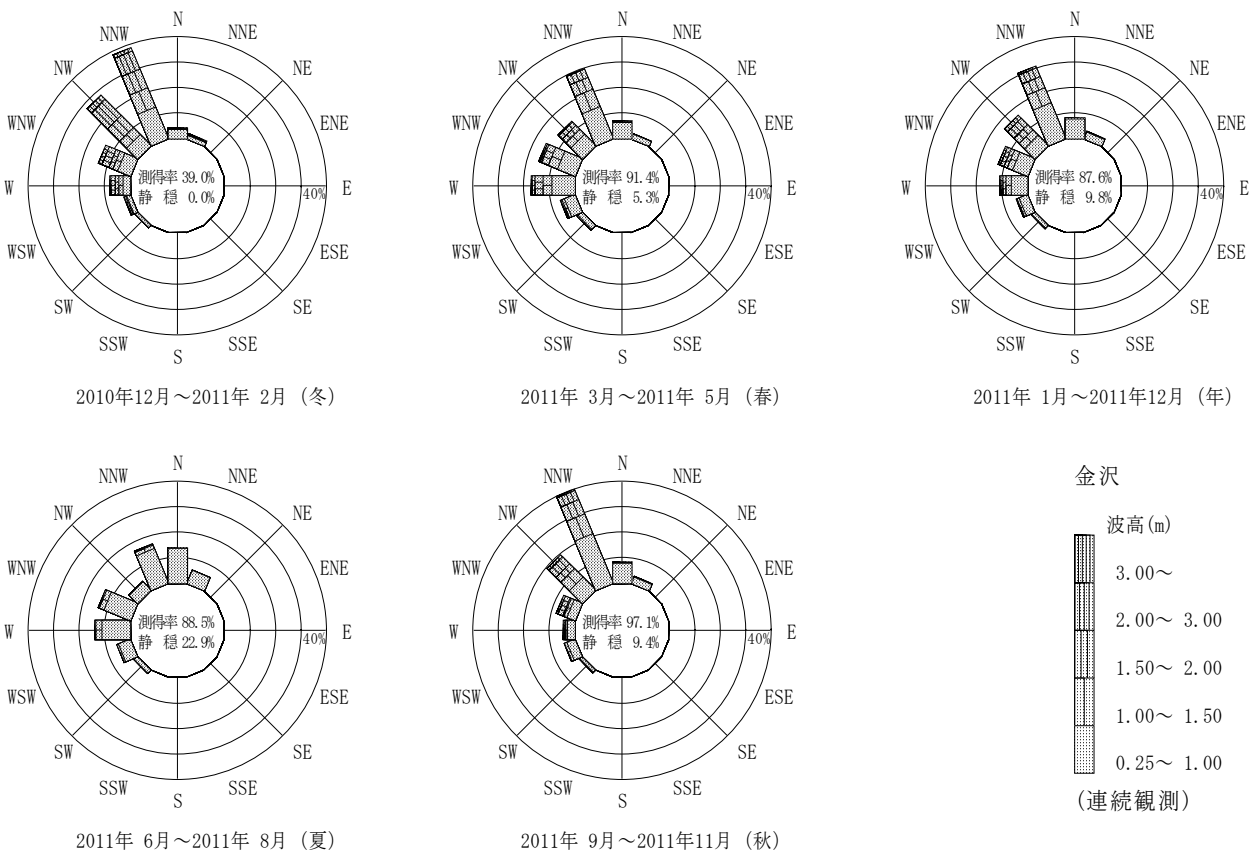 N
NNW
NNE
NW
NE
WNW
ENE
測得率 39.0%
W
40%
E
静 穏 0.0%
WSW
ESE
SW
SE
SSW
SSE
S
2010年12月～2011年 2月 (冬)
N
NNW
NNE
NW
NE
WNW
ENE
測得率 91.4%
W
40%
E
静 穏 5.3%
WSW
ESE
SW
SE
SSW
SSE
S
2011年 3月～2011年 5月 (春)
N
NNW
NNE
NW
NE
WNW
ENE
測得率 87.6%
W
40%
E
静 穏 9.8%
WSW
ESE
SW
SE
SSW
SSE
S
2011年 1月～2011年12月 (年)
N
NNW
NNE
NW
NE
WNW
ENE
測得率 88.5%
W
40%
E
静 穏 22.9%
WSW
ESE
SW
SE
SSW
SSE
S
2011年 6月～2011年 8月 (夏)
N
NNW
NNE
NW
NE
WNW
ENE
測得率 97.1%
W
40%
E
静 穏 9.4%
WSW
ESE
SW
SE
SSW
SSE
S
2011年 9月～2011年11月 (秋)
金沢
波高(m)
3.00～
2.00～ 3.00
1.50～ 2.00
1.00～ 1.50
0.25～ 1.00
(連続観測)